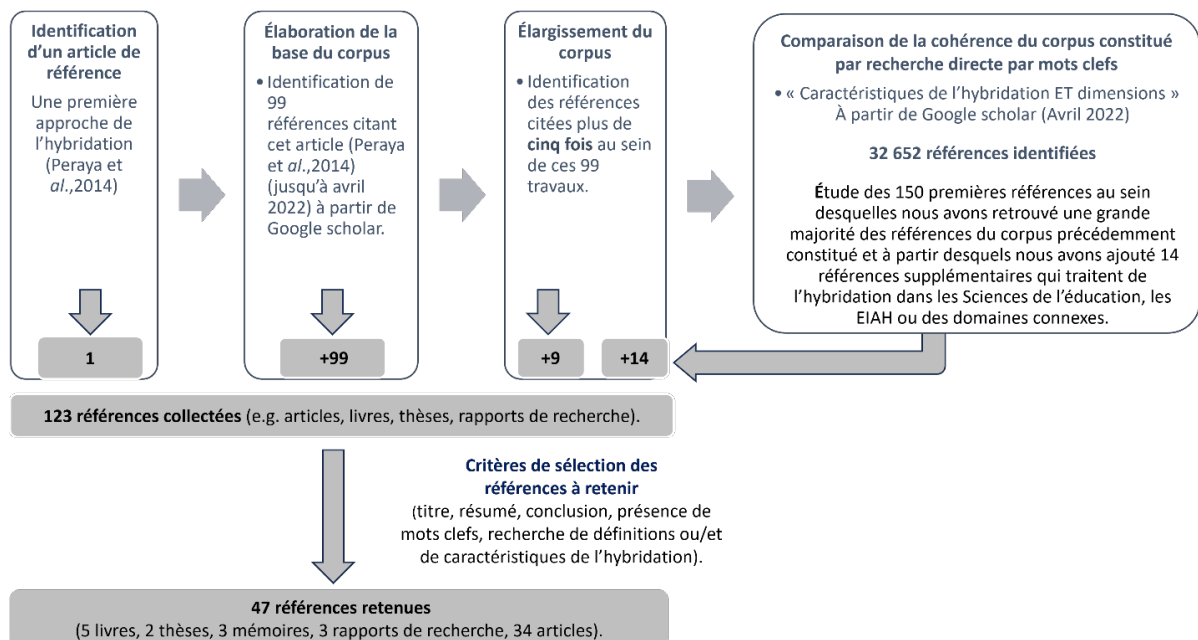 Identification
d’un article de
référence
Une première
approche de
l’hybridation
(Peraya et
al.,2014)
1
Élaboration de la
base du corpus
• Identification de
99
références citant
cet article (Peraya
et al.,2014)
(jusqu’à avril
2022) à partir de
Google scholar.
+99
Élargissement du
corpus
• Identification
des références
citées plus de
cinq fois au sein
de ces 99
travaux.
+9
+14
Comparaison de la cohérence du corpus constitué
par recherche directe par mots clefs
• « Caractéristiques de l’hybridation ET dimensions »
À partir de Google scholar (Avril 2022)
32 652 références identifiées
Étude des 150 premières références au sein
desquelles nous avons retrouvé une grande
majorité des références du corpus précédemment
constitué et à partir desquels nous avons ajouté 14
références supplémentaires qui traitent de
l’hybridation dans les Sciences de l’éducation, les
EIAH ou des domaines connexes.
123 références collectées (e.g. articles, livres, thèses, rapports de recherche).
Critères de sélection des
références à retenir
(titre, résumé, conclusion, présence de
mots clefs, recherche de définitions ou/et
de caractéristiques de l’hybridation).
47 références retenues
(5 livres, 2 thèses, 3 mémoires, 3 rapports de recherche, 34 articles).